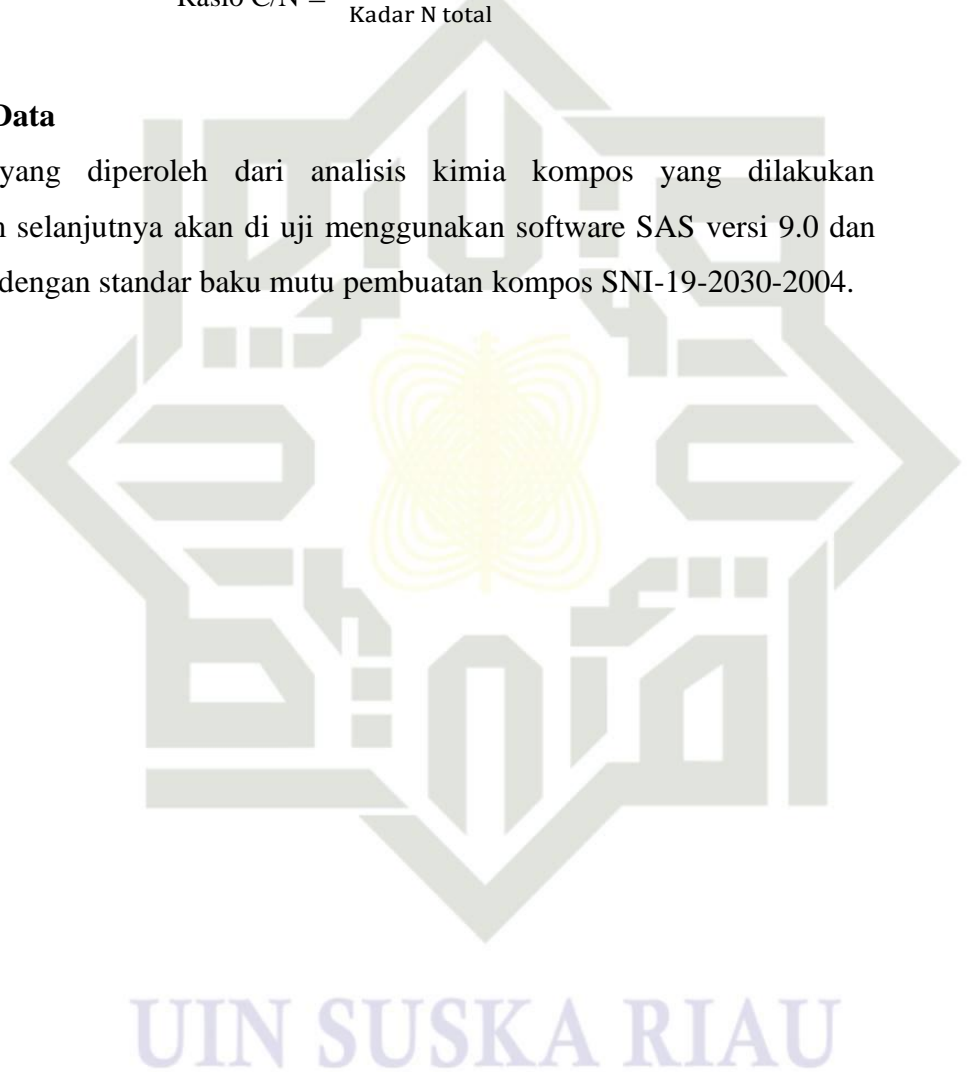 Kadar N total
Data
yang diperoleh dari analisis kimia kompos yang dilakukan
selanjutnya akan di uji menggunakan software SAS versi 9.0 dan
dengan standar baku mutu pembuatan kompos SNI-19-2030-2004.
UIN SUSKA RIAU